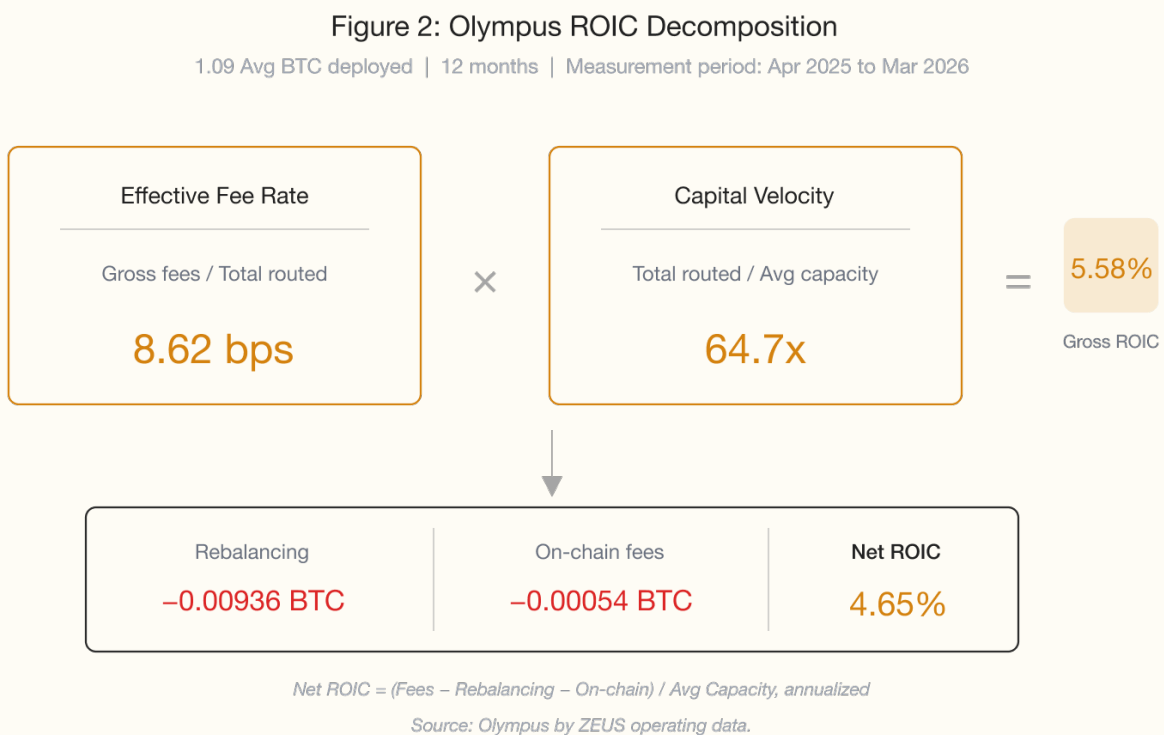 Figure 2: Olympus ROIC Decomposition
1.09 Avg BTC deployed | 12 months | Measurement period: Apr 2025 to Mar 2026
Effective Fee Rate
Gross fees / Total routed
8.62 bps
×
Capital Velocity
Total routed / Avg capacity
64.7x
=
5.58%
Gross ROIC
Rebalancing
–0.00936 BTC
On-chain fees
–0.00054 BTC
Net ROIC
4.65%
Net ROIC = (Fees – Rebalancing – On-chain) / Avg Capacity, annualized
Source: Olympus by ZEUS operating data.